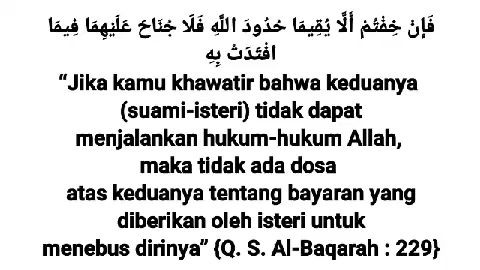 فَإِنْ خِفْتُمْ أَلَّا يُقِيمَا حُدُودَ اللَّهِ فَلَا جُنَاحَ عَلَيْهِمَا فِيمَا
افْتَدَتْ بِهِ
“Jika kamu khawatir bahwa keduanya
(suami-isteri) tidak dapat
menjalankan hukum-hukum Allah,
maka tidak ada dosa
atas keduanya tentang bayaran yang
diberikan oleh isteri untuk
menebus dirinya” {Q. S. Al-Baqarah : 229}